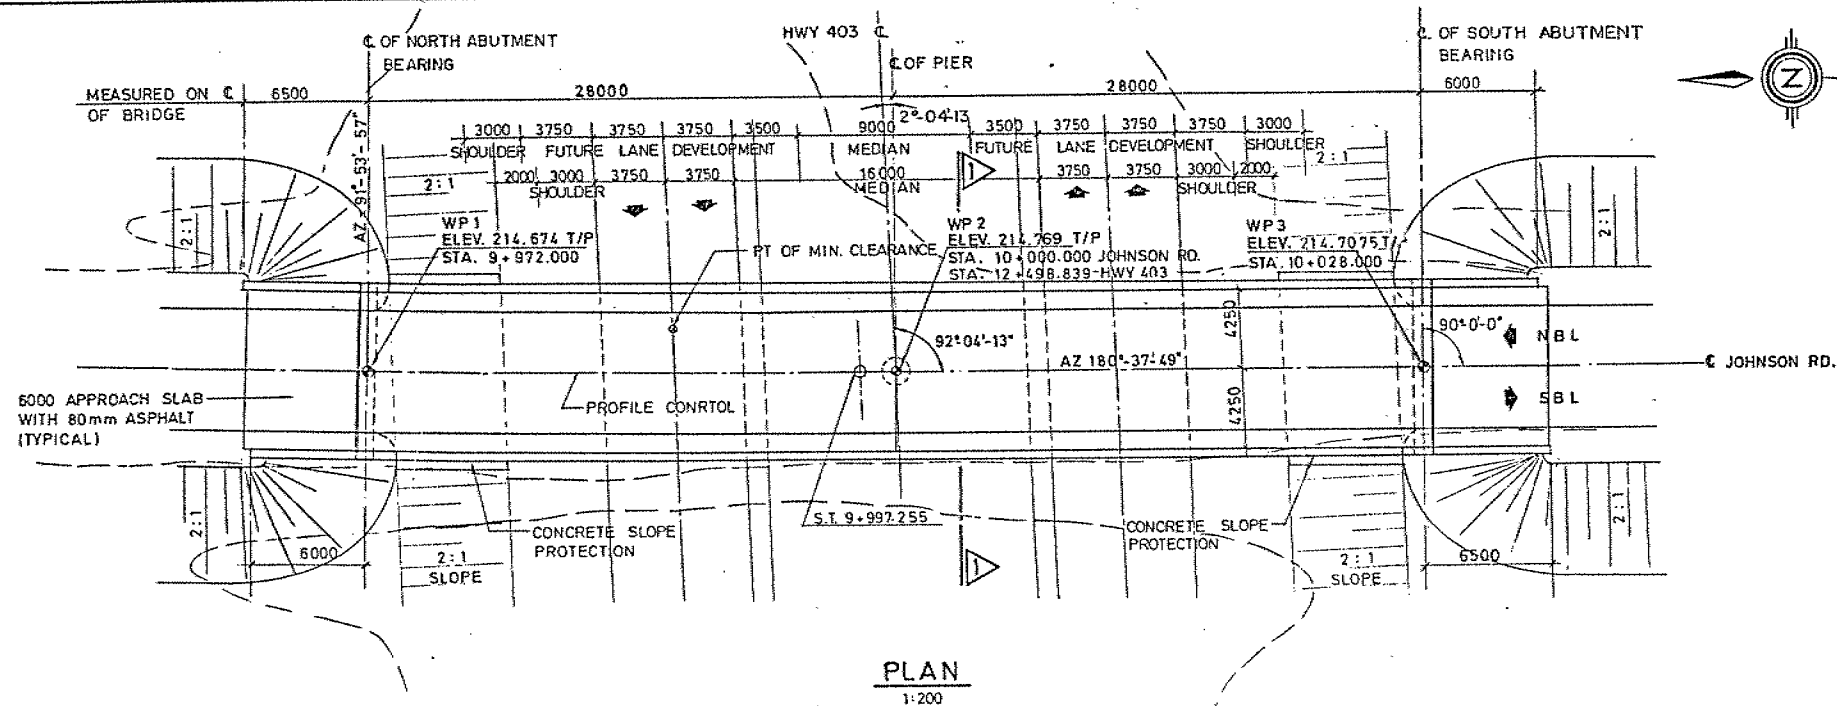 ℄ OF NORTH ABUTMENT
BEARING
HWY 403 ℄
℄ OF PIER
℄ OF SOUTH ABUTMENT
BEARING
N
MEASURED ON ℄
OF BRIDGE
6500
28000
28000
6000
2°-04'-13
3000 3750 3750 3750 3500 9000 3500 3750 3750 3750 3000
SHOULDER FUTURE LANE DEVELOPMENT MEDIAN FUTURE LANE DEVELOPMENT SHOULDER
2:1
2:1
2000 3000 3750 3750 16000 3750 3750 3000 2000
SHOULDER MEDIAN SHOULDER
1
AZ - 91°-53'-57"
2:1
2:1
WP 1
ELEV. 214.674 T/P
STA. 9+972.000
PT OF MIN. CLEARANCE
WP 2
ELEV. 214.769 T/P
STA. 10+000.000 JOHNSON RD.
STA. 12+498.839-HWY 403
WP 3
ELEV. 214.7075 T/
STA. 10+028.000
4250
92°04'-13"
90°0'-0"
NBL
AZ 180°-37'-49"
℄ JOHNSON RD.
6000 APPROACH SLAB
WITH 80mm ASPHALT
(TYPICAL)
PROFILE CONRTOL
4250
SBL
S.T. 9+997.255
2:1
6000
CONCRETE SLOPE
PROTECTION
2:1
SLOPE
1
CONCRETE SLOPE
PROTECTION
2:1
SLOPE
6500
2:1
PLAN
1:200